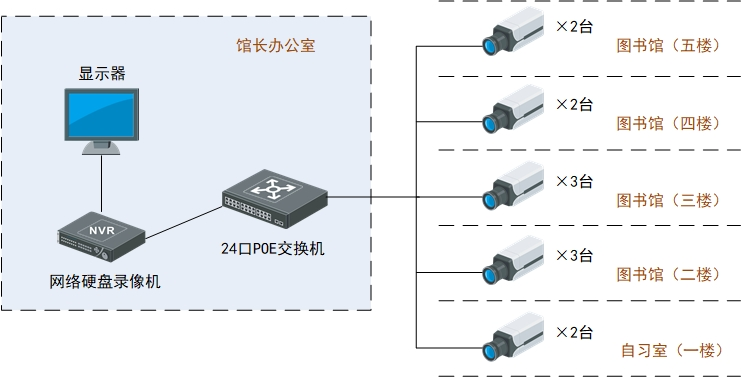 馆长办公室
显示器
NVR
网络硬盘录像机
24口POE交换机
×2台
图书馆（五楼）
×2台
图书馆（四楼）
×3台
图书馆（三楼）
×3台
图书馆（二楼）
×2台
自习室（一楼）